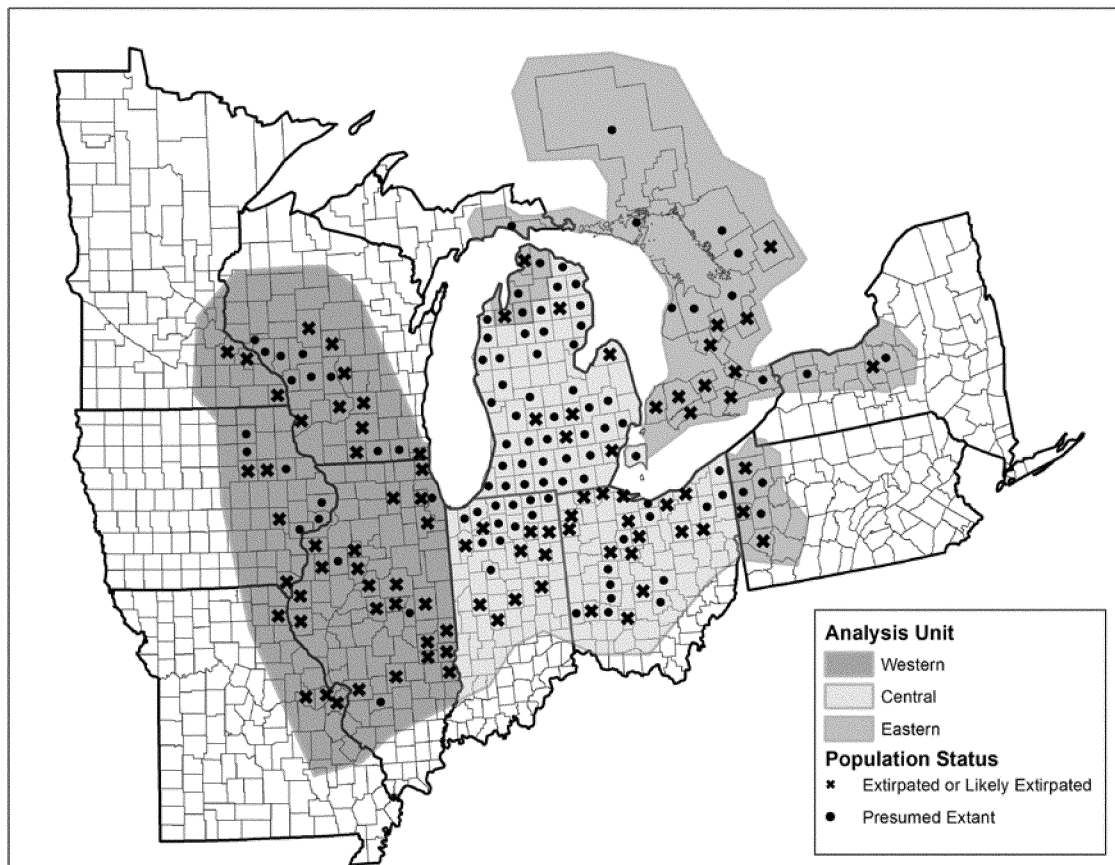 Analysis Unit
Western
Central
Eastern
Population Status
Extirpated or Likely Extirpated
Presumed Extant